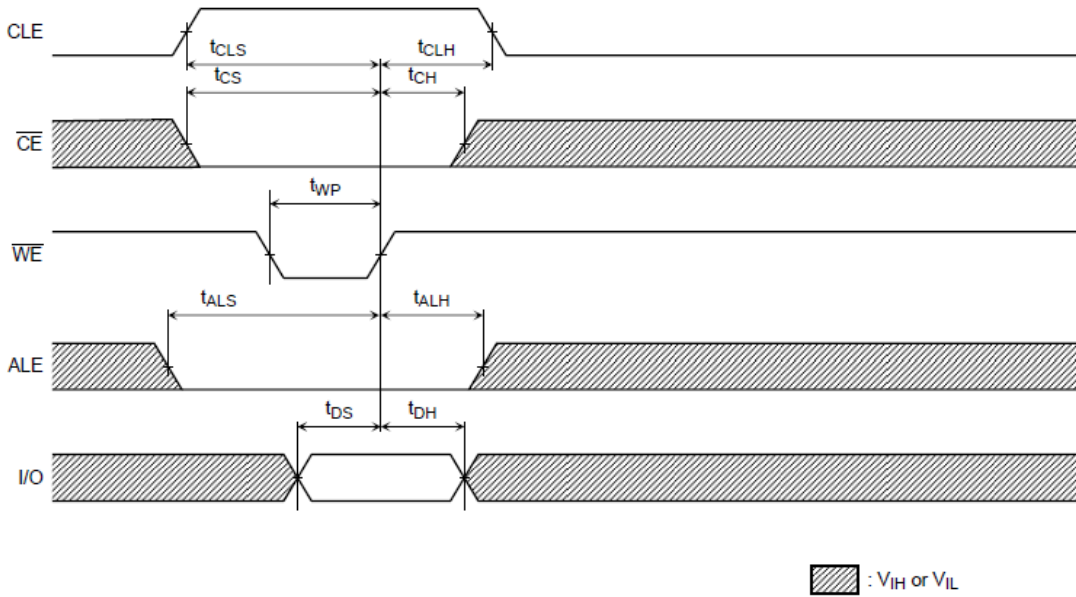 CLE
tCLS
tCLH
tCS
tCH
CE
tWP
WE
tALS
tALH
ALE
tDS
tDH
I/O
: VIH or VIL